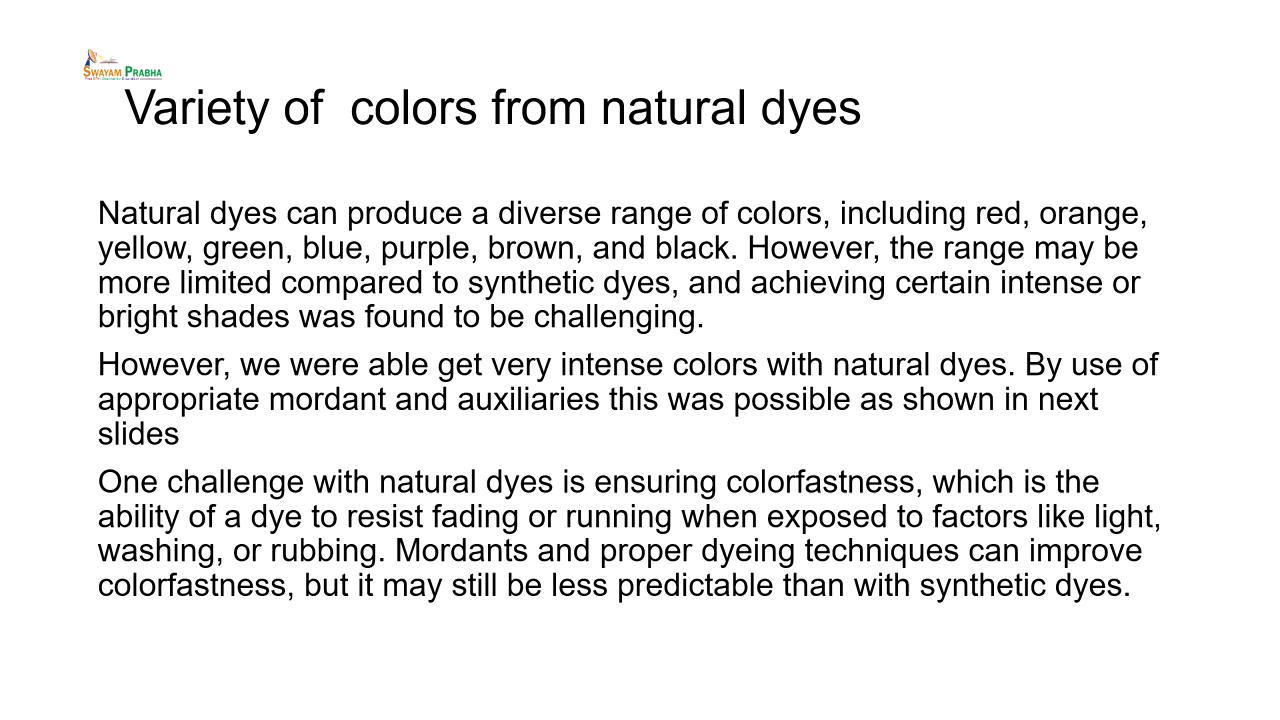 SWAYAM PRABHA
Variety of  colors from natural dyes
Natural dyes can produce a diverse range of colors, including red, orange,
yellow, green, blue, purple, brown, and black. However, the range may be
more limited compared to synthetic dyes, and achieving certain intense or
bright shades was found to be challenging.
However, we were able get very intense colors with natural dyes. By use of
appropriate mordant and auxiliaries this was possible as shown in next
slides
One challenge with natural dyes is ensuring colorfastness, which is the
ability of a dye to resist fading or running when exposed to factors like light,
washing, or rubbing. Mordants and proper dyeing techniques can improve
colorfastness, but it may still be less predictable than with synthetic dyes.